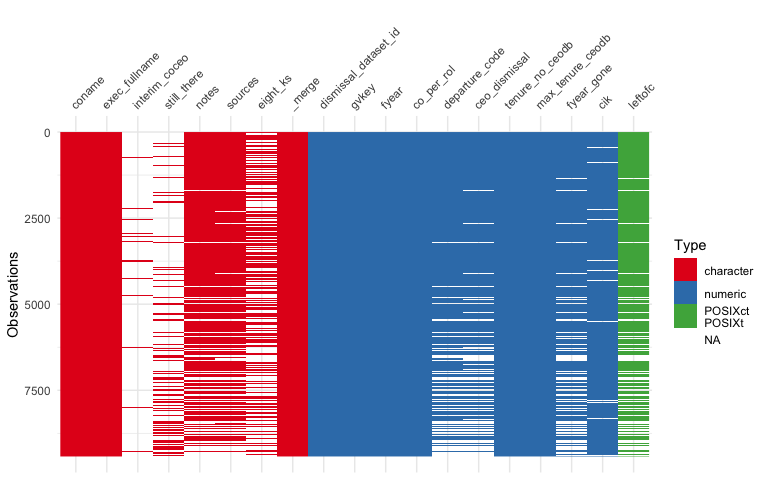 coname
exec_fullname
interim_coceo
still_there
notes
sources
eight_ks
_merge
dismissal_dataset_id
gvkey
fyear
co_per_rol
departure_code
ceo_dismissal
tenure_no_ceodb
max_tenure_ceodb
fyear_gone
cik
leftofc
0
2500
5000
7500
Observations
Type
character
numeric
POSIXct
POSIXt
NA